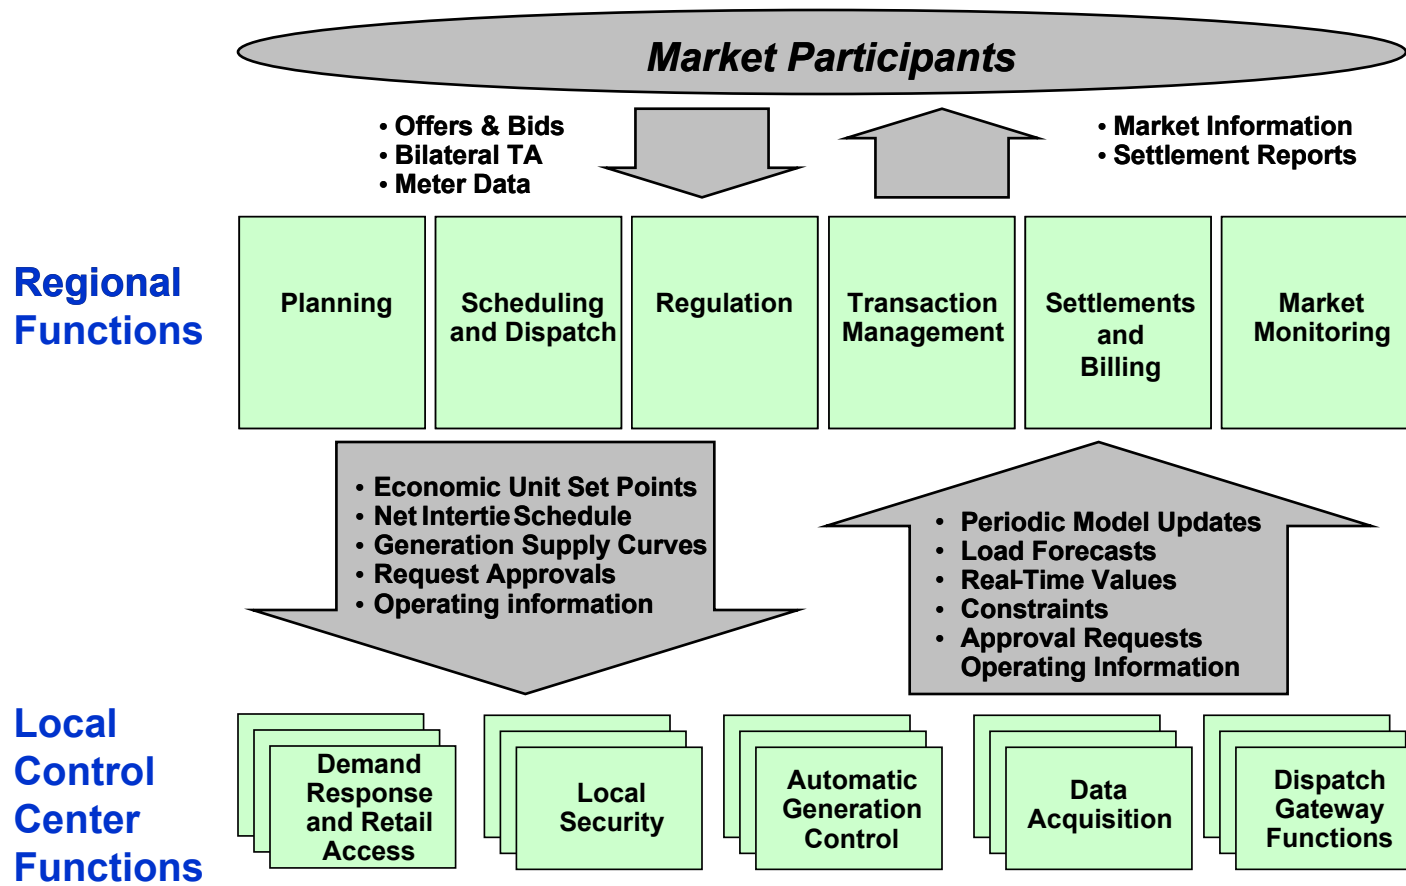 Market Participants
• Offers & Bids
• Bilateral TA
• Meter Data
• Market Information
• Settlement Reports
Regional
Functions
Planning
Scheduling
and Dispatch
Regulation
Transaction
Management
Settlements
and
Billing
Market
Monitoring
• Economic Unit Set Points
• Net Intertie Schedule
• Generation Supply Curves
• Request Approvals
• Operating information
• Periodic Model Updates
• Load Forecasts
• Real-Time Values
• Constraints
• Approval Requests
Operating Information
Local
Control
Center
Functions
Demand
Response
and Retail
Access
Local
Security
Automatic
Generation
Control
Data
Acquisition
Dispatch
Gateway
Functions